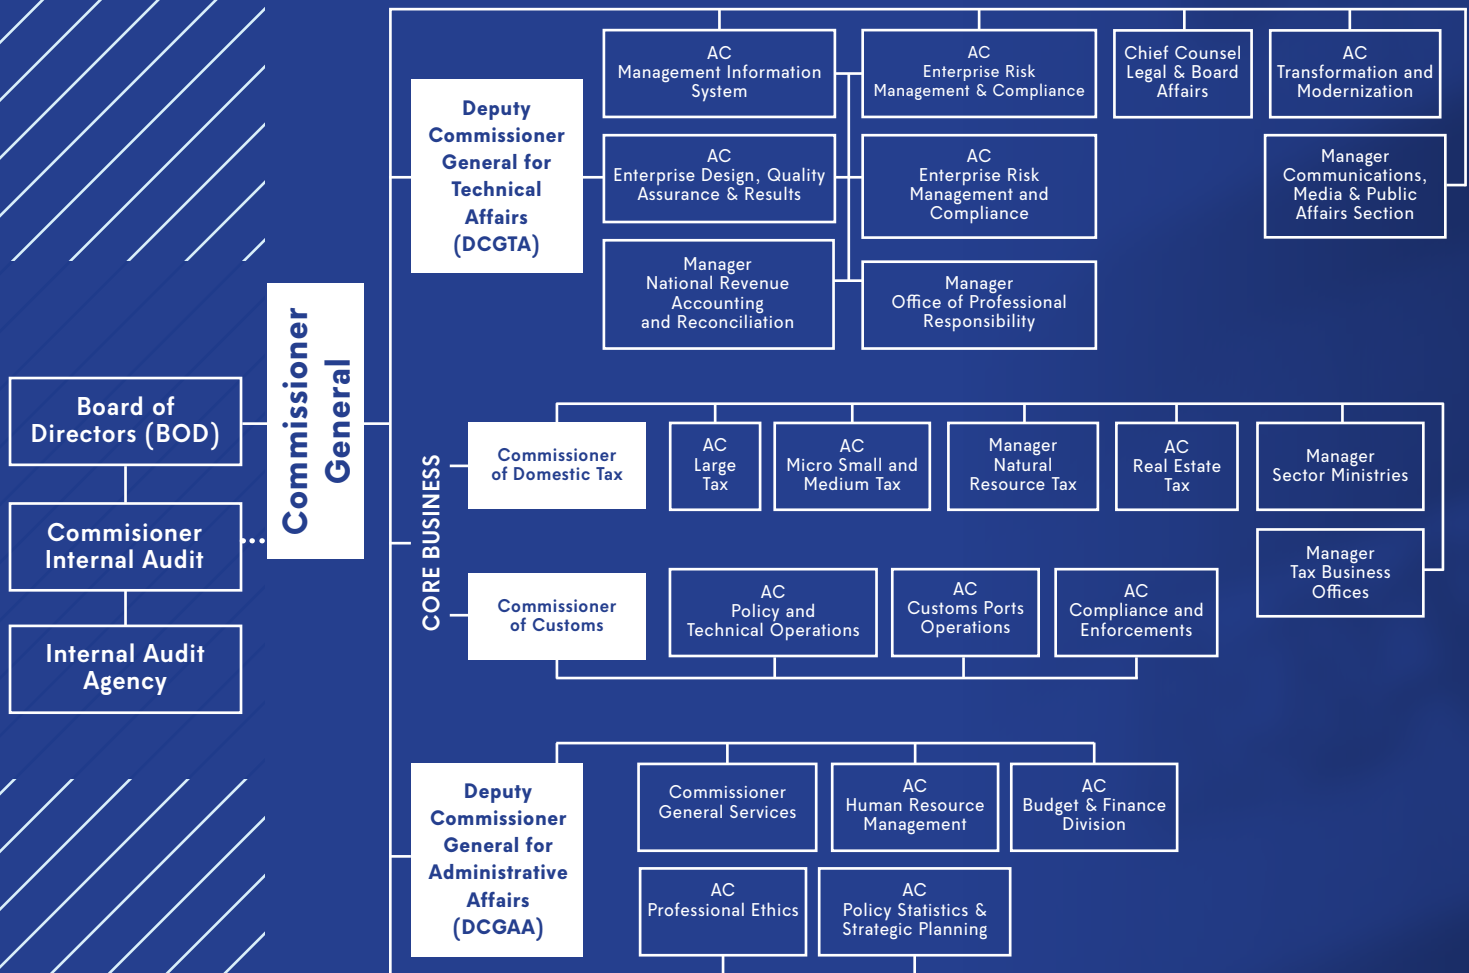 Board of
Directors (BOD)
Commisioner
Internal Audit
Internal Audit
Agency
Commissioner
General
Deputy
Commissioner
General for
Technical
Affairs
(DCGTA)
AC
Management Information
System
AC
Enterprise Risk
Management & Compliance
Chief Counsel
Legal & Board
Affairs
AC
Transformation and
Modernization
AC
Enterprise Design, Quality
Assurance & Results
AC
Enterprise Risk
Management and
Compliance
Manager
Communications,
Media & Public
Affairs Section
Manager
National Revenue
Accounting
and Reconciliation
Manager
Office of Professional
Responsibility
CORE BUSINESS
Commissioner
of Domestic Tax
AC
Large
Tax
AC
Micro Small and
Medium Tax
Manager
Natural
Resource Tax
AC
Real Estate
Tax
Manager
Sector Ministries
Manager
Tax Business
Offices
Commissioner
of Customs
AC
Policy and
Technical Operations
AC
Customs Ports
Operations
AC
Compliance and
Enforcements
Deputy
Commissioner
General for
Administrative
Affairs
(DCGAA)
Commissioner
General Services
AC
Human Resource
Management
AC
Budget & Finance
Division
AC
Professional Ethics
AC
Policy Statistics &
Strategic Planning